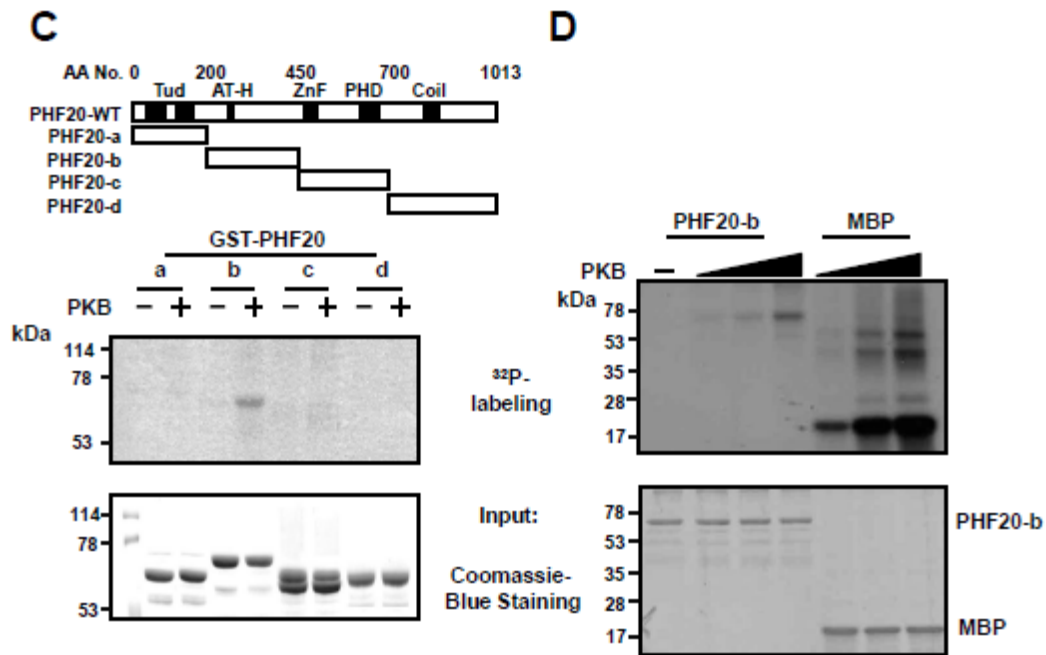 C
AA No. 0 200 450 700 1013
Tud AT-H ZnF PHD Coil
PHF20-WT
PHF20-a
PHF20-b
PHF20-c
PHF20-d
GST-PHF20
a b c d
PKB − + − + − + − +
kDa
114
78
53
114
78
53
³²P-
labeling
Input:
Coomassie-
Blue Staining
D
PHF20-b MBP
PKB −
kDa
78
53
35
28
17
78
53
35
28
17
PHF20-b
MBP